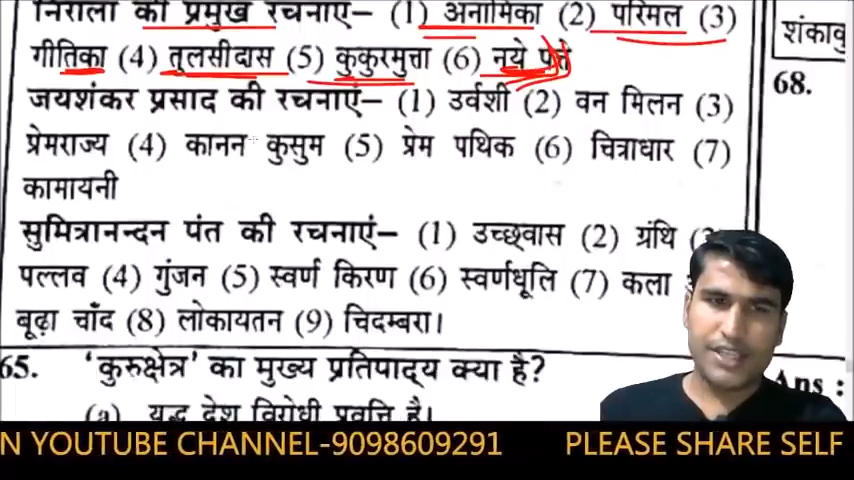 निराला की प्रमुख रचनाएं– (1) अनामिका (2) परिमल (3)
गीतिका (4) तुलसीदास (5) कुकुरमुत्ता (6) नये पत्ते
जयशंकर प्रसाद की रचनाएं– (1) उर्वशी (2) वन मिलन (3)
प्रेमराज्य (4) कानन कुसुम (5) प्रेम पथिक (6) चित्राधार (7)
कामायनी
सुमित्रानन्दन पंत की रचनाएं– (1) उच्छ्वास (2) ग्रंथि
पल्लव (4) गुंजन (5) स्वर्ण किरण (6) स्वर्णधूलि (7) कला
बूढ़ा चाँद (8) लोकायतन (9) चिदम्बरा।
65. 'कुरुक्षेत्र' का मुख्य प्रतिपाद्य क्या है?
(a) युद्ध देश विरोधी प्रवृत्ति है।
68.
Ans :
N YOUTUBE CHANNEL-9098609291 PLEASE SHARE SELF